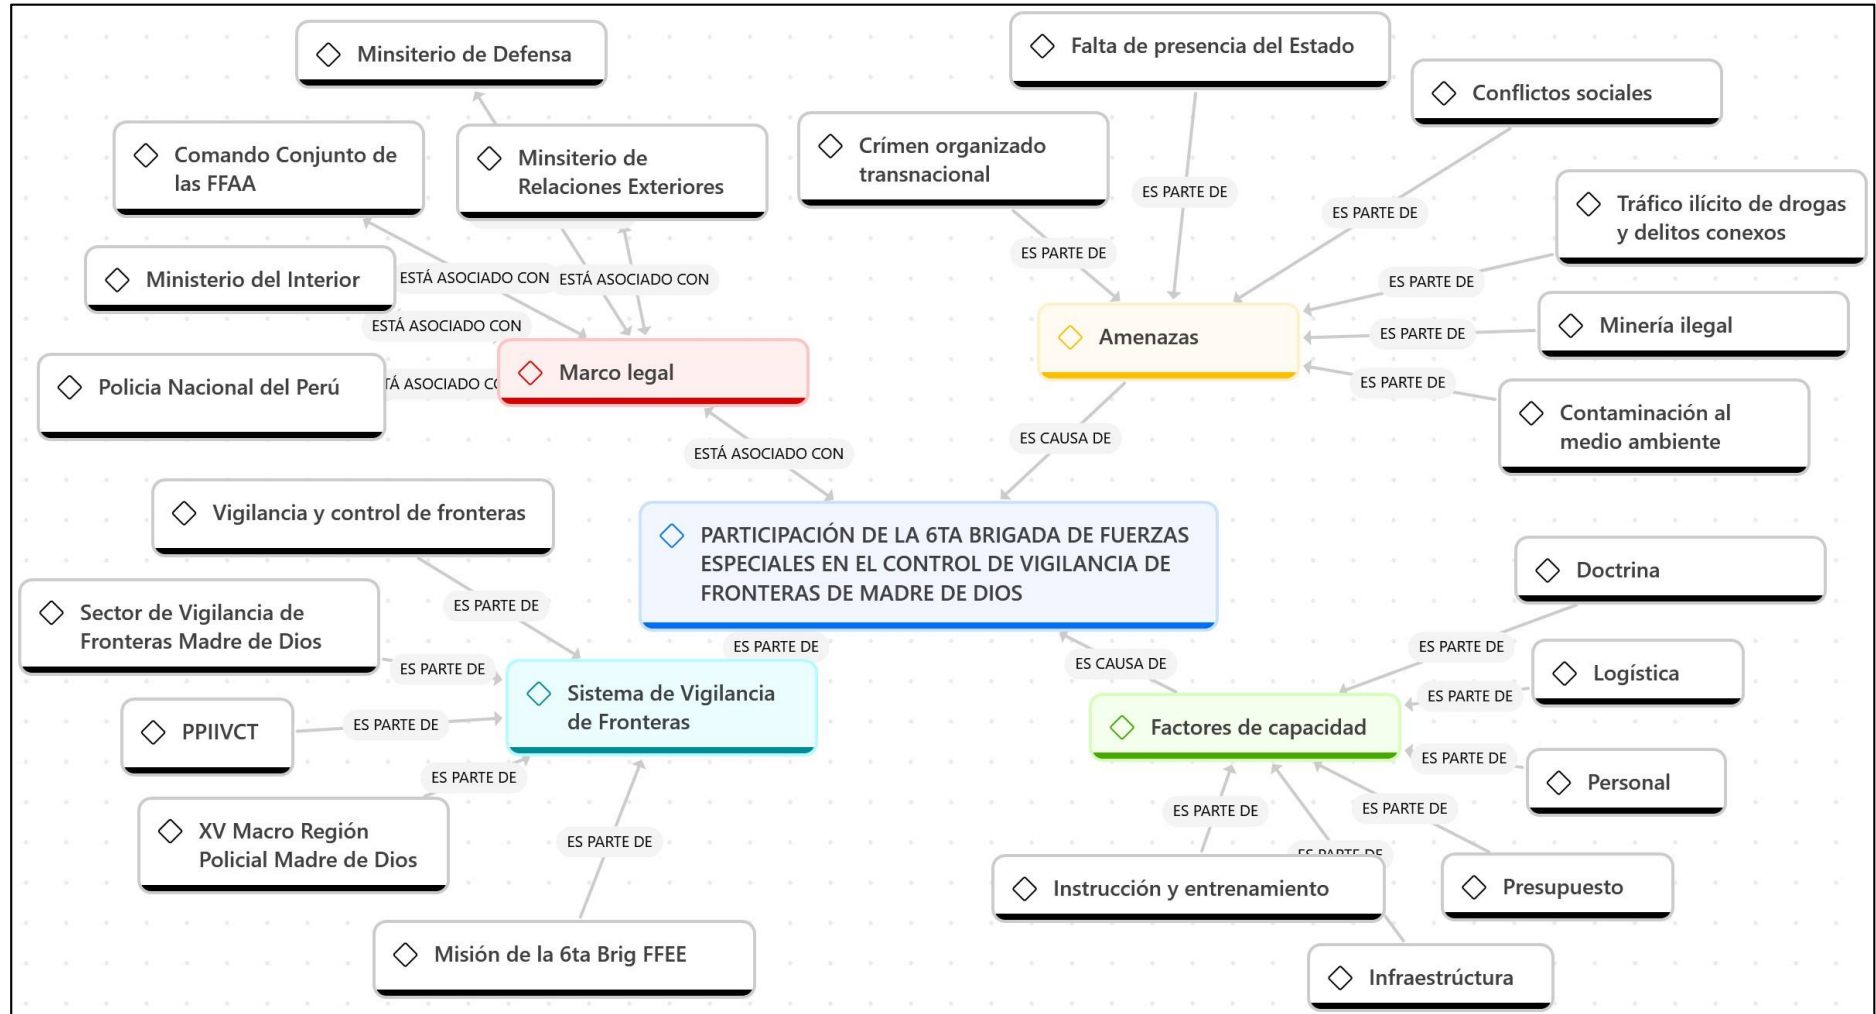 Minsiterio de Defensa
Falta de presencia del Estado
Conflictos sociales
Comando Conjunto de
las FFAA
Minsiterio de
Relaciones Exteriores
Crímen organizado
transnacional
ES PARTE DE
ES PARTE DE
Tráfico ilícito de drogas
y delitos conexos
ES PARTE DE
Ministerio del Interior
ESTÁ ASOCIADO CON
ESTÁ ASOCIADO CON
ES PARTE DE
ESTÁ ASOCIADO CON
Amenazas
ES PARTE DE
Minería ilegal
Policia Nacional del Perú
TÁ ASOCIADO CO
Marco legal
ES PARTE DE
Contaminación al
medio ambiente
ESTÁ ASOCIADO CON
ES CAUSA DE
Vigilancia y control de fronteras
PARTICIPACIÓN DE LA 6TA BRIGADA DE FUERZAS
ESPECIALES EN EL CONTROL DE VIGILANCIA DE
FRONTERAS DE MADRE DE DIOS
Doctrina
Sector de Vigilancia de
Fronteras Madre de Dios
ES PARTE DE
ES PARTE DE
ES PARTE DE
ES PARTE DE
ES CAUSA DE
Logística
Sistema de Vigilancia
de Fronteras
ES PARTE DE
PPIIVCT
ES PARTE DE
Factores de capacidad
ES PARTE DE
ES PARTE DE
Personal
XV Macro Región
Policial Madre de Dios
ES PARTE DE
ES PARTE DE
ES PARTE DE
ES PARTE DE
Instrucción y entrenamiento
Presupuesto
Misión de la 6ta Brig FFEE
Infraestrúctura